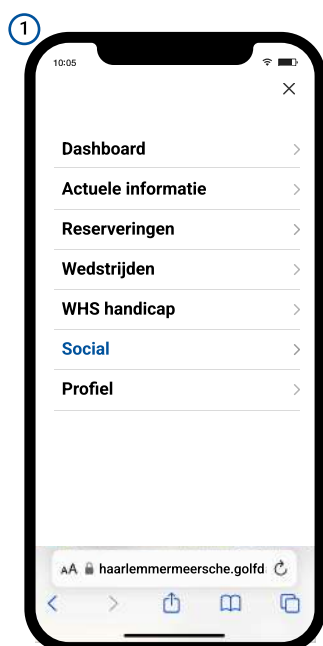 1
10:05
Dashboard
Actuele informatie
Reserveringen
Wedstrijden
WHS handicap
Social
Profiel
AA haarlemmermeersche.golfd